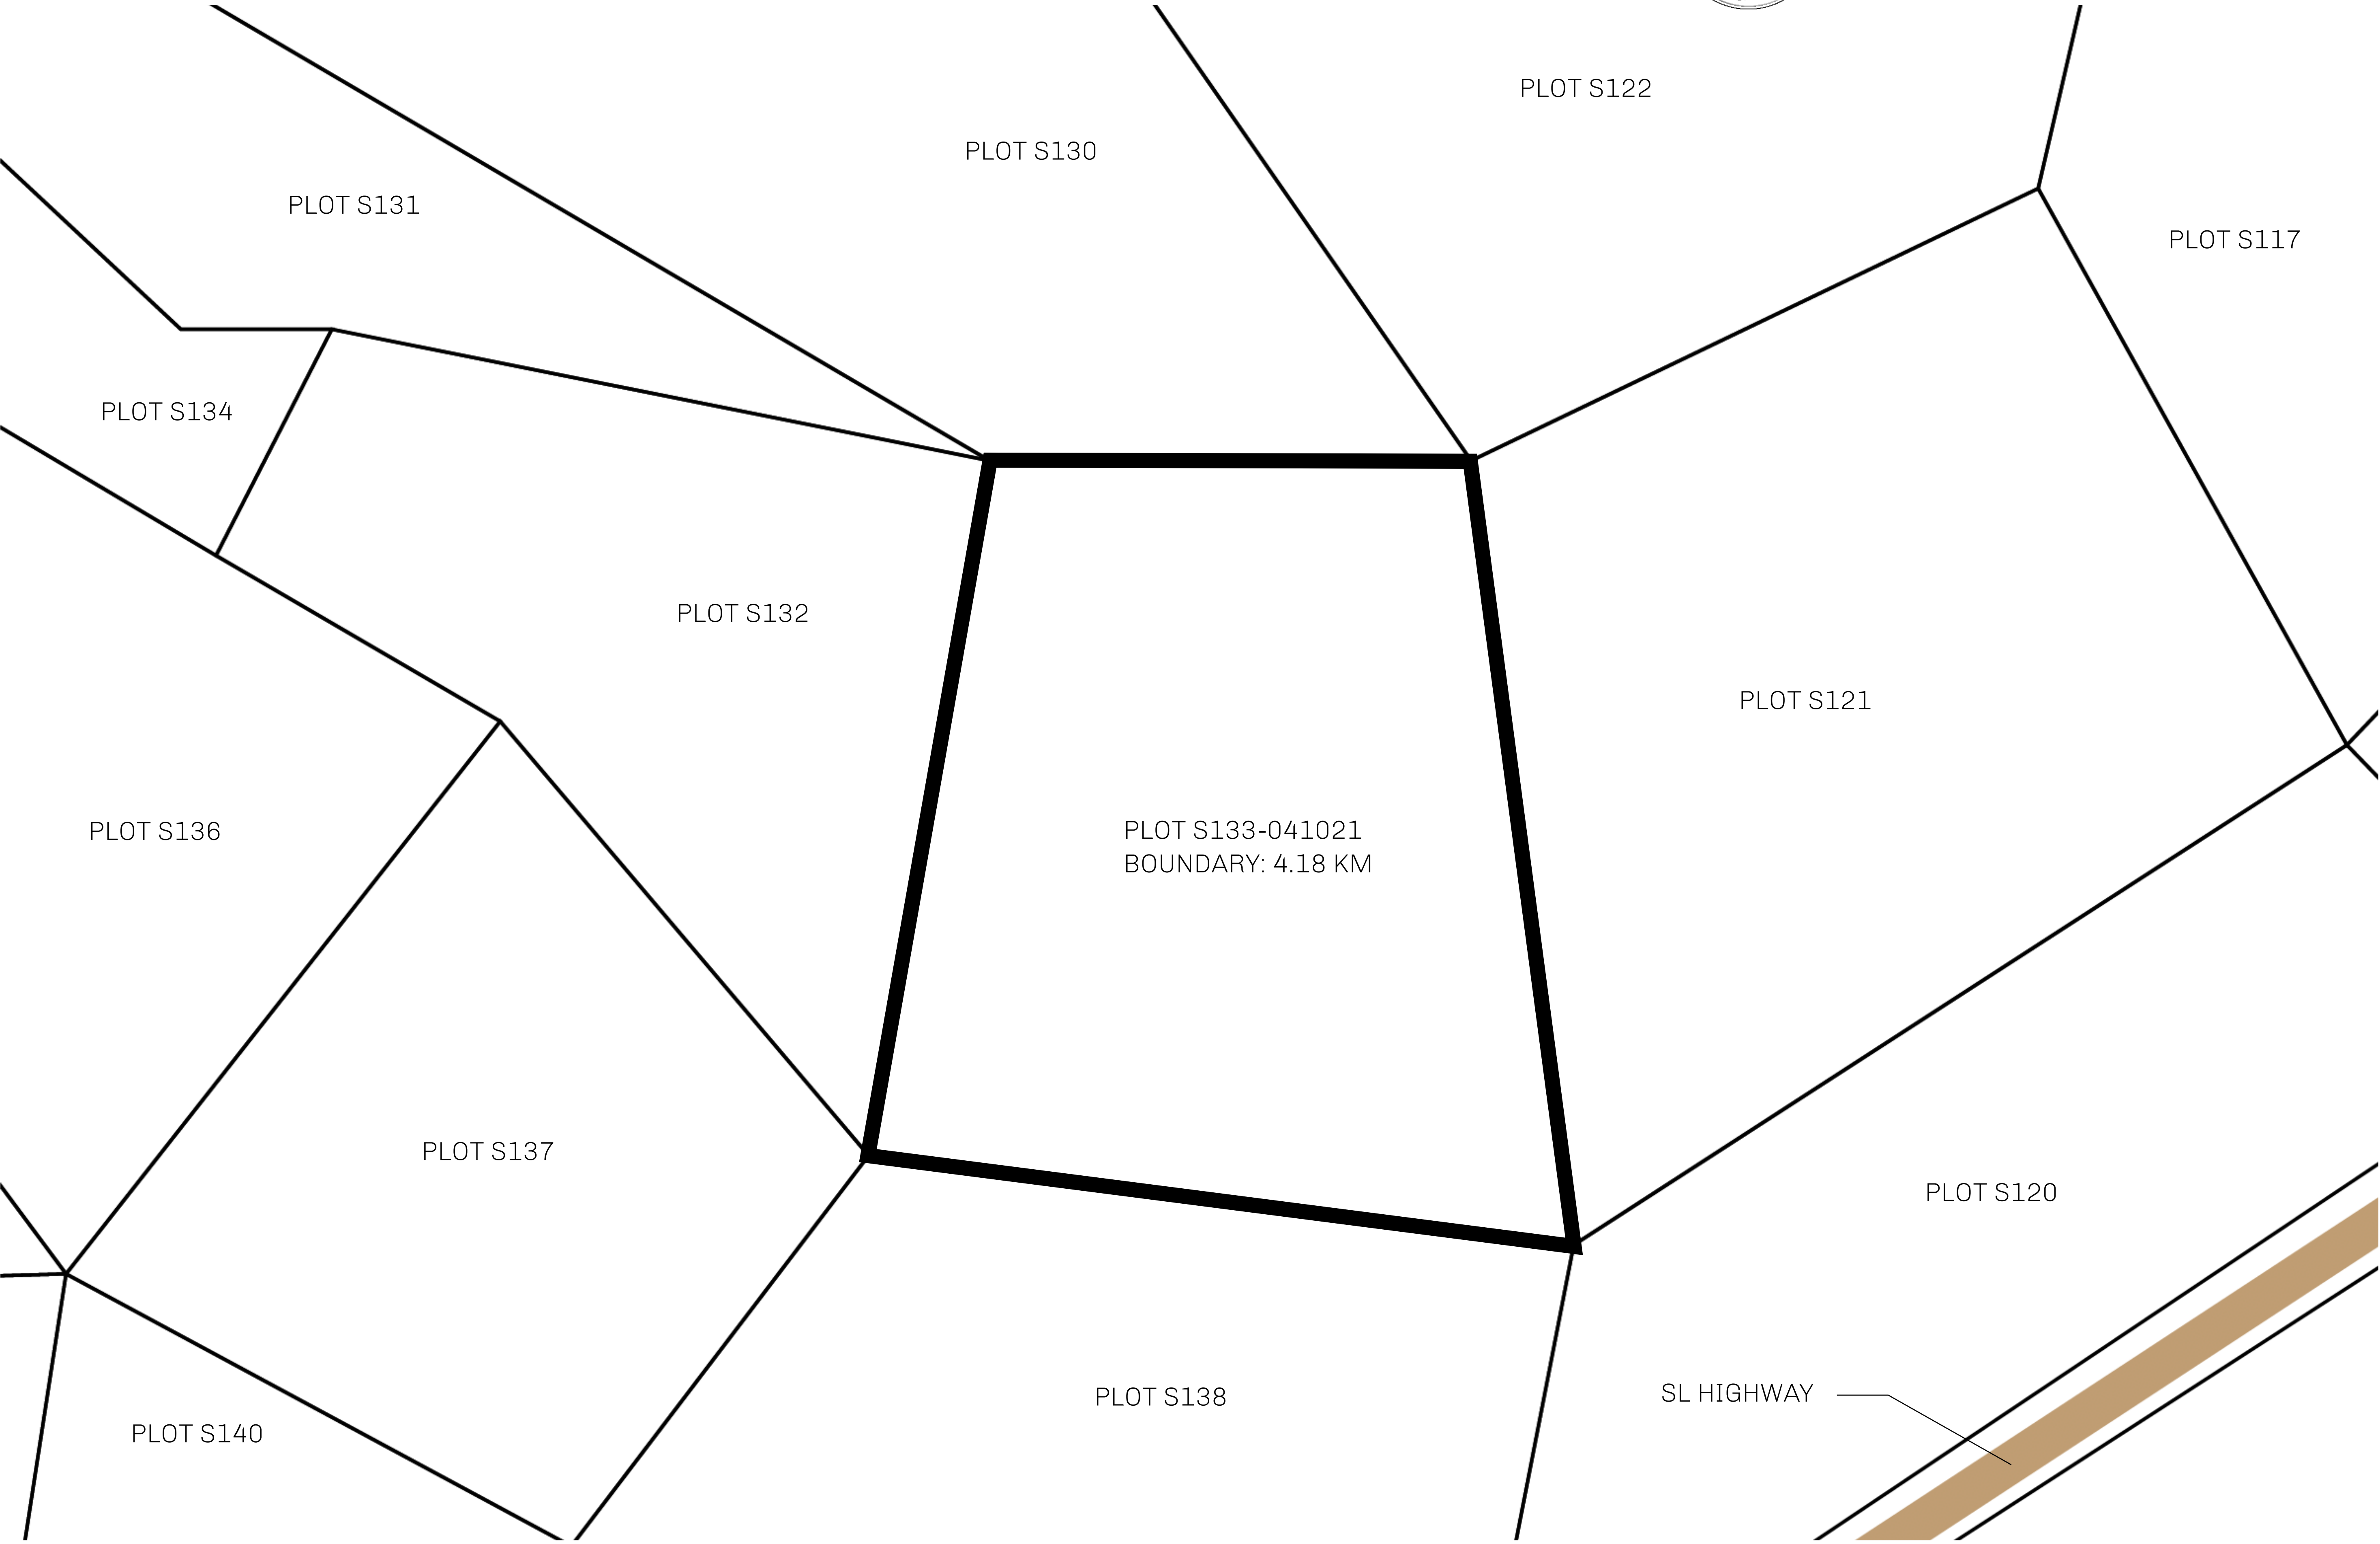 PLOT S122
PLOT S130
PLOT S131
PLOT S117
PLOT S134
PLOT S132
PLOT S121
PLOT S133-041021
BOUNDARY: 4.18 KM
PLOT S136
PLOT S137
PLOT S120
PLOT S138
SL HIGHWAY
PLOT S140